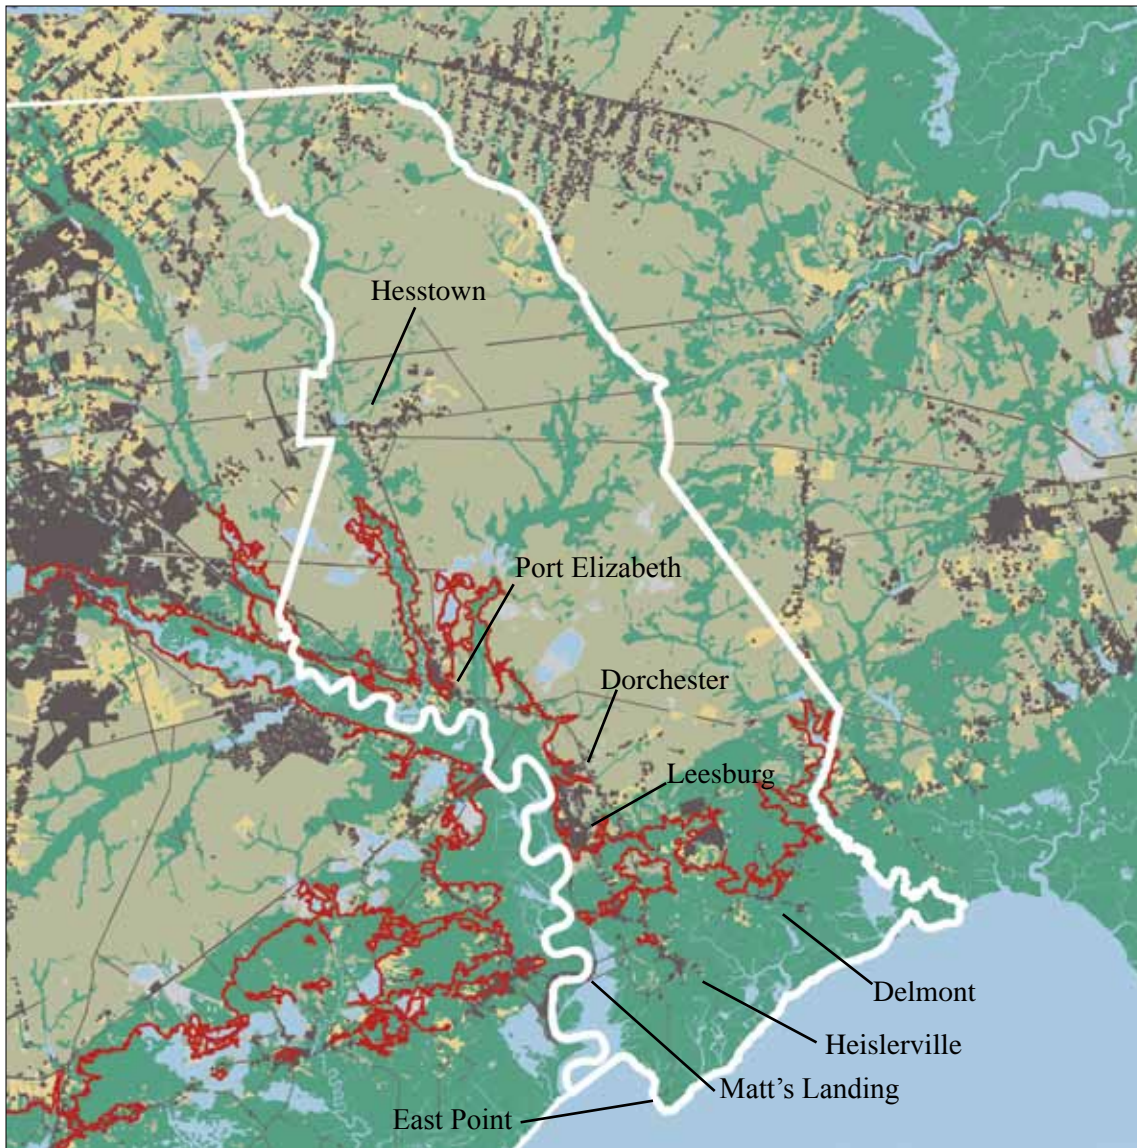 Hesstown
Port Elizabeth
Dorchester
Leesburg
Delmont
Heislerville
Matt’s Landing
East Point